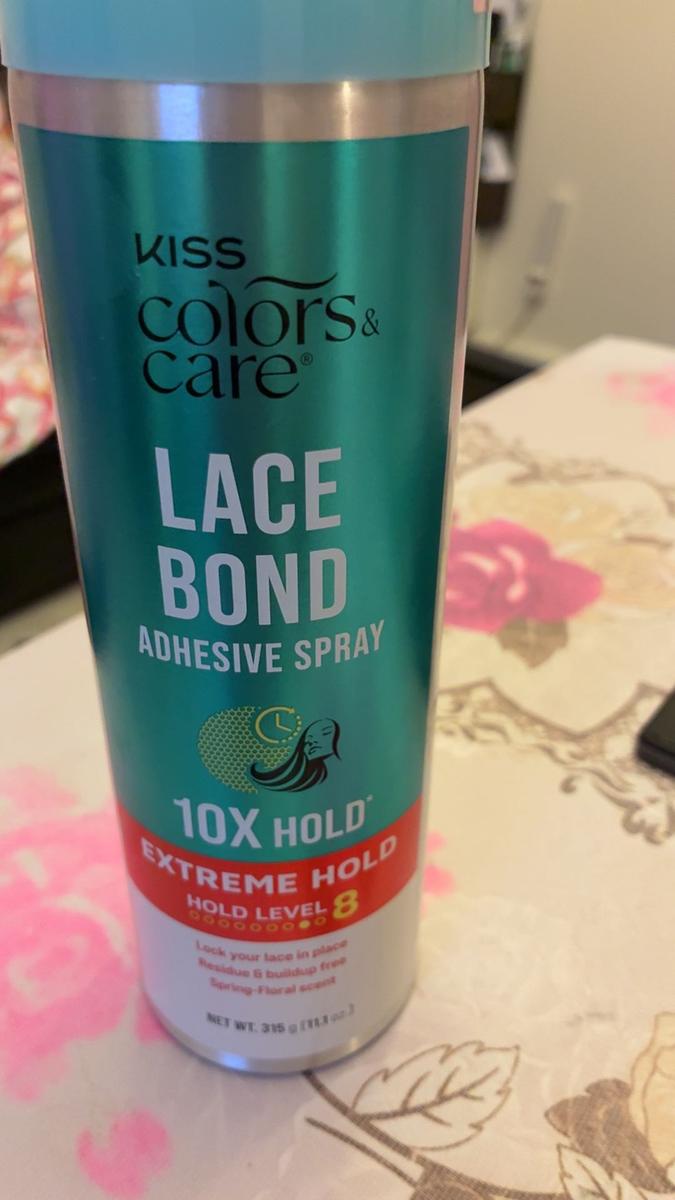 KISS
colors &
care®
LACE
BOND
ADHESIVE SPRAY
10X HOLD*
EXTREME HOLD
HOLD LEVEL 8
Lock your lace in place
Residue & buildup free
Spring-Floral scent
NET WT. 315 g (11.1 oz.)